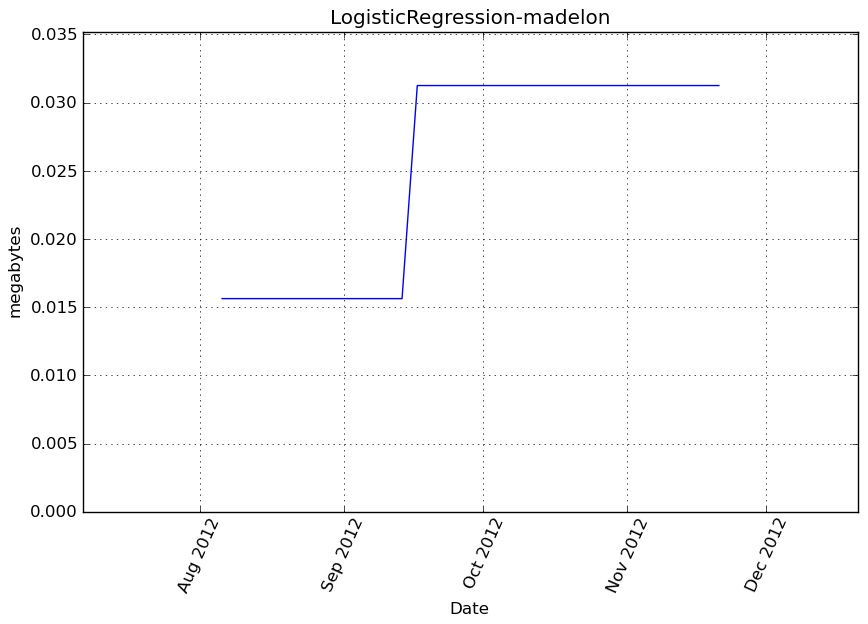 LogisticRegression-madelon
0.035
0.030
0.025
0.020
0.015
0.010
0.005
0.000
megabytes
Aug 2012
Sep 2012
Oct 2012
Nov 2012
Dec 2012
Date